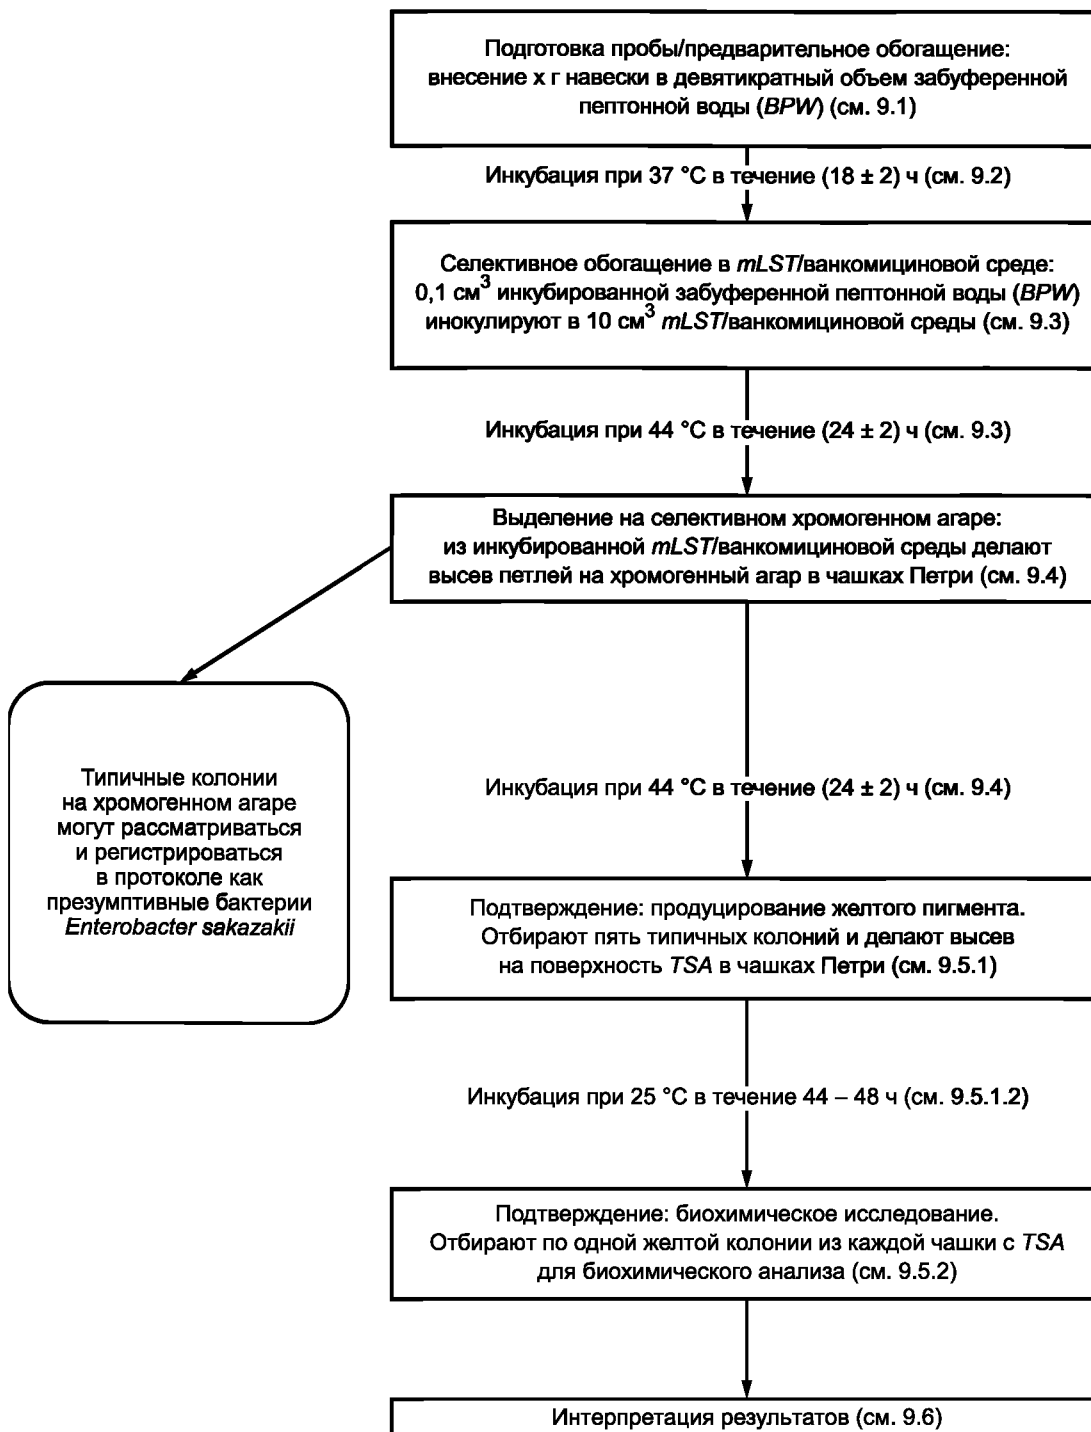 Подготовка пробы/предварительное обогащение:
внесение х г навески в девятикратный объем забуференной
пептонной воды (BPW) (см. 9.1)
Инкубация при 37 °С в течение (18 ± 2) ч (см. 9.2)
Селективное обогащение в mLST/ванкомициновой среде:
0,1 см³ инкубированной забуференной пептонной воды (BPW)
инокулируют в 10 см³ mLST/ванкомициновой среды (см. 9.3)
Инкубация при 44 °С в течение (24 ± 2) ч (см. 9.3)
Выделение на селективном хромогенном агаре:
из инкубированной mLST/ванкомициновой среды делают
высев петлей на хромогенный агар в чашках Петри (см. 9.4)
Типичные колонии
на хромогенном агаре
могут рассматриваться
и регистрироваться
в протоколе как
презумптивные бактерии
Enterobacter sakazakii
Инкубация при 44 °С в течение (24 ± 2) ч (см. 9.4)
Подтверждение: продуцирование желтого пигмента.
Отбирают пять типичных колоний и делают высев
на поверхность TSA в чашках Петри (см. 9.5.1)
Инкубация при 25 °С в течение 44 – 48 ч (см. 9.5.1.2)
Подтверждение: биохимическое исследование.
Отбирают по одной желтой колонии из каждой чашки с TSA
для биохимического анализа (см. 9.5.2)
Интерпретация результатов (см. 9.6)